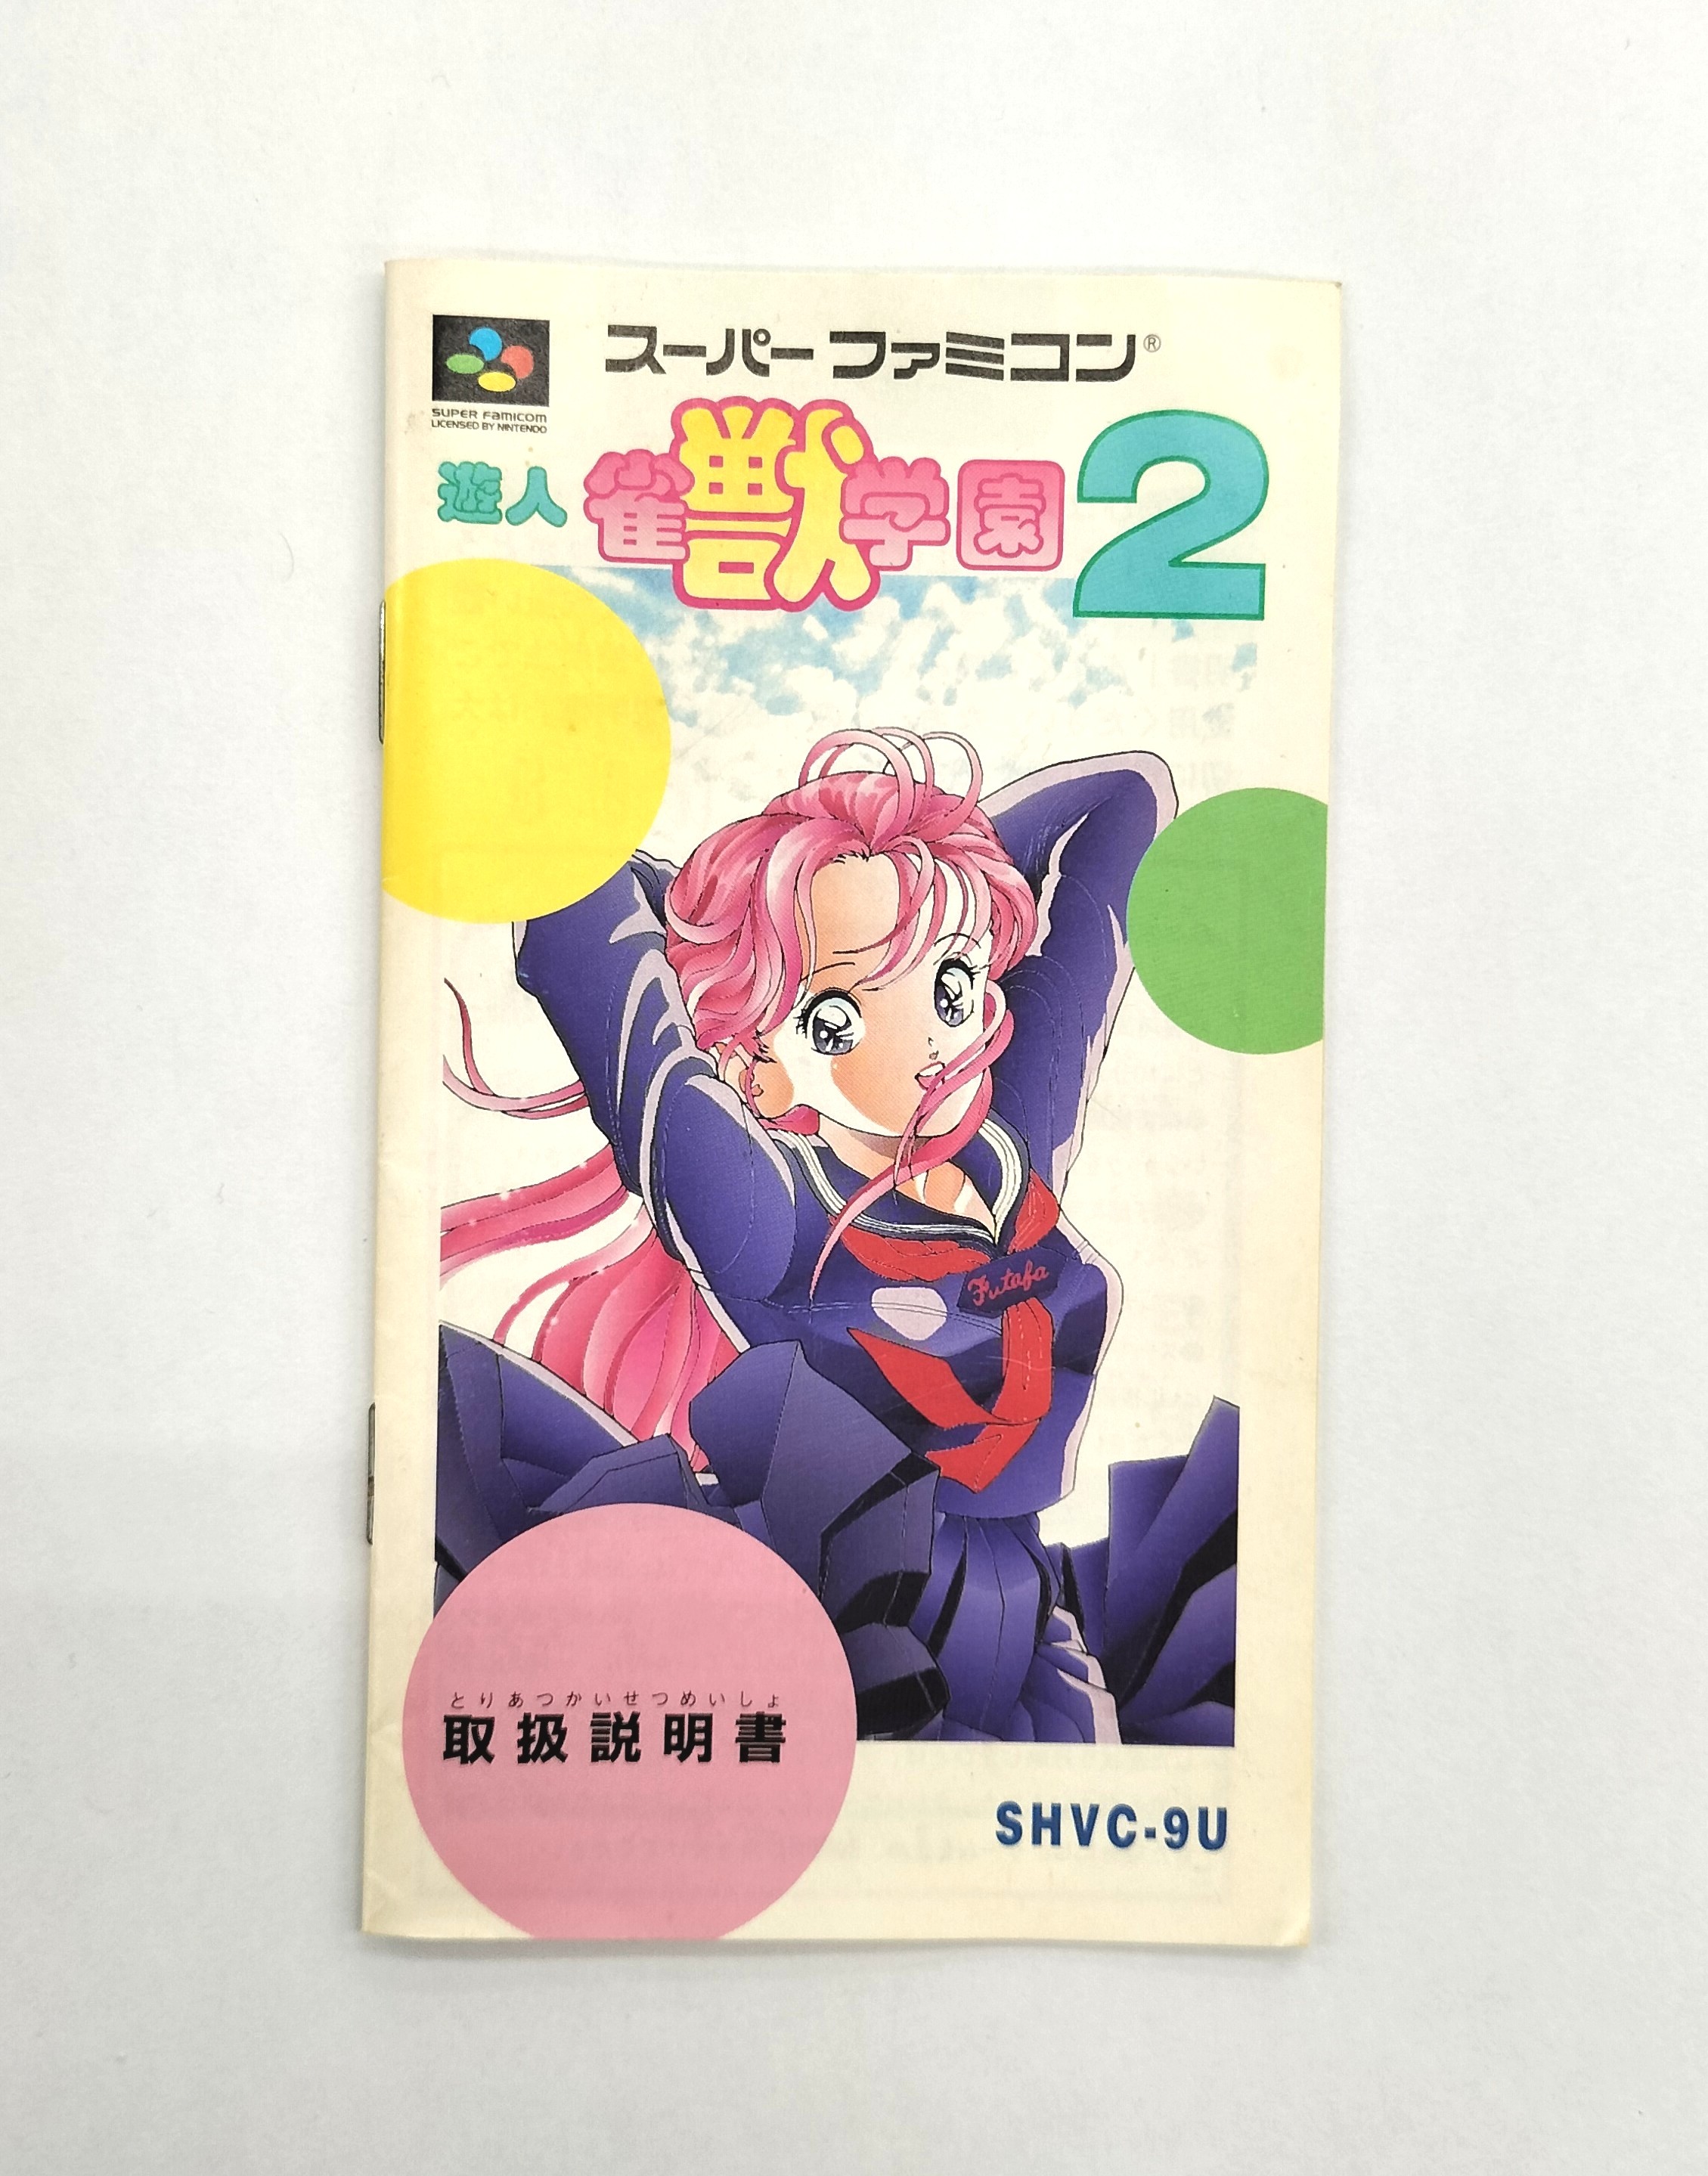 スーパーファミコン®
SUPER FAMICOM
LICENSED BY NINTENDO
遊人 雀獣学園2
Futaba
とりあつかいせつめいしょ
取扱説明書
SHVC-9U